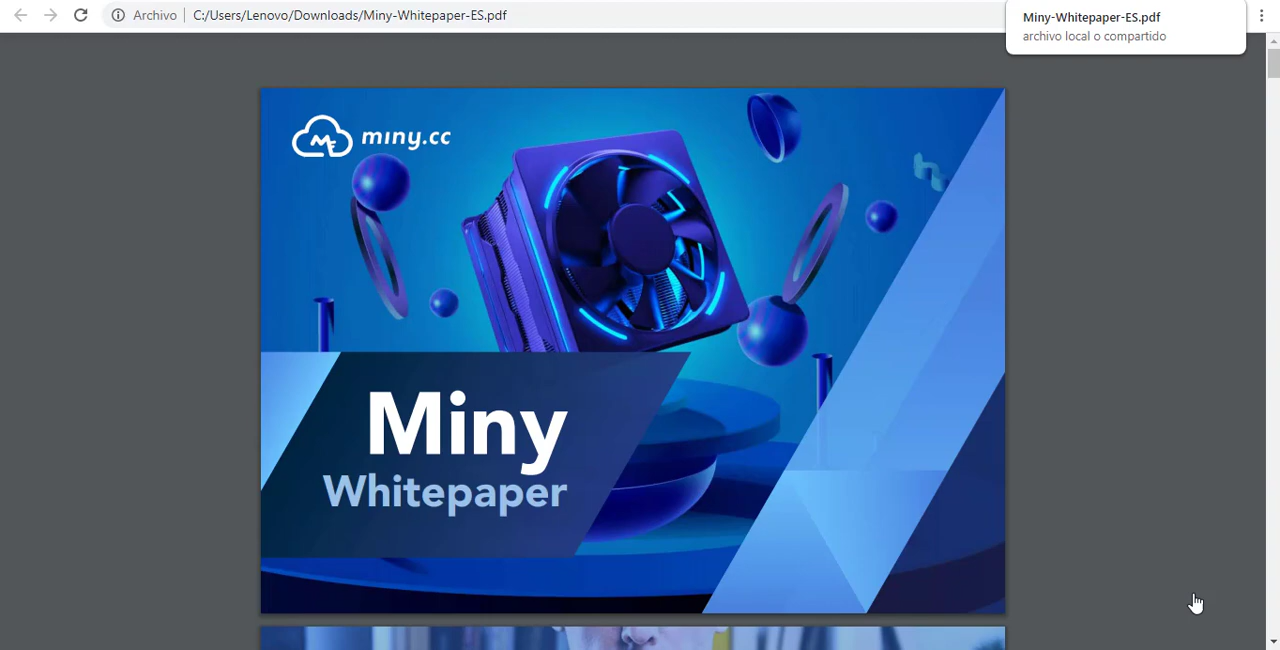 Archivo
C:/Users/Lenovo/Downloads/Miny-Whitepaper-ES.pdf
Miny-Whitepaper-ES.pdf
archivo local o compartido
miny.cc
Miny
Whitepaper